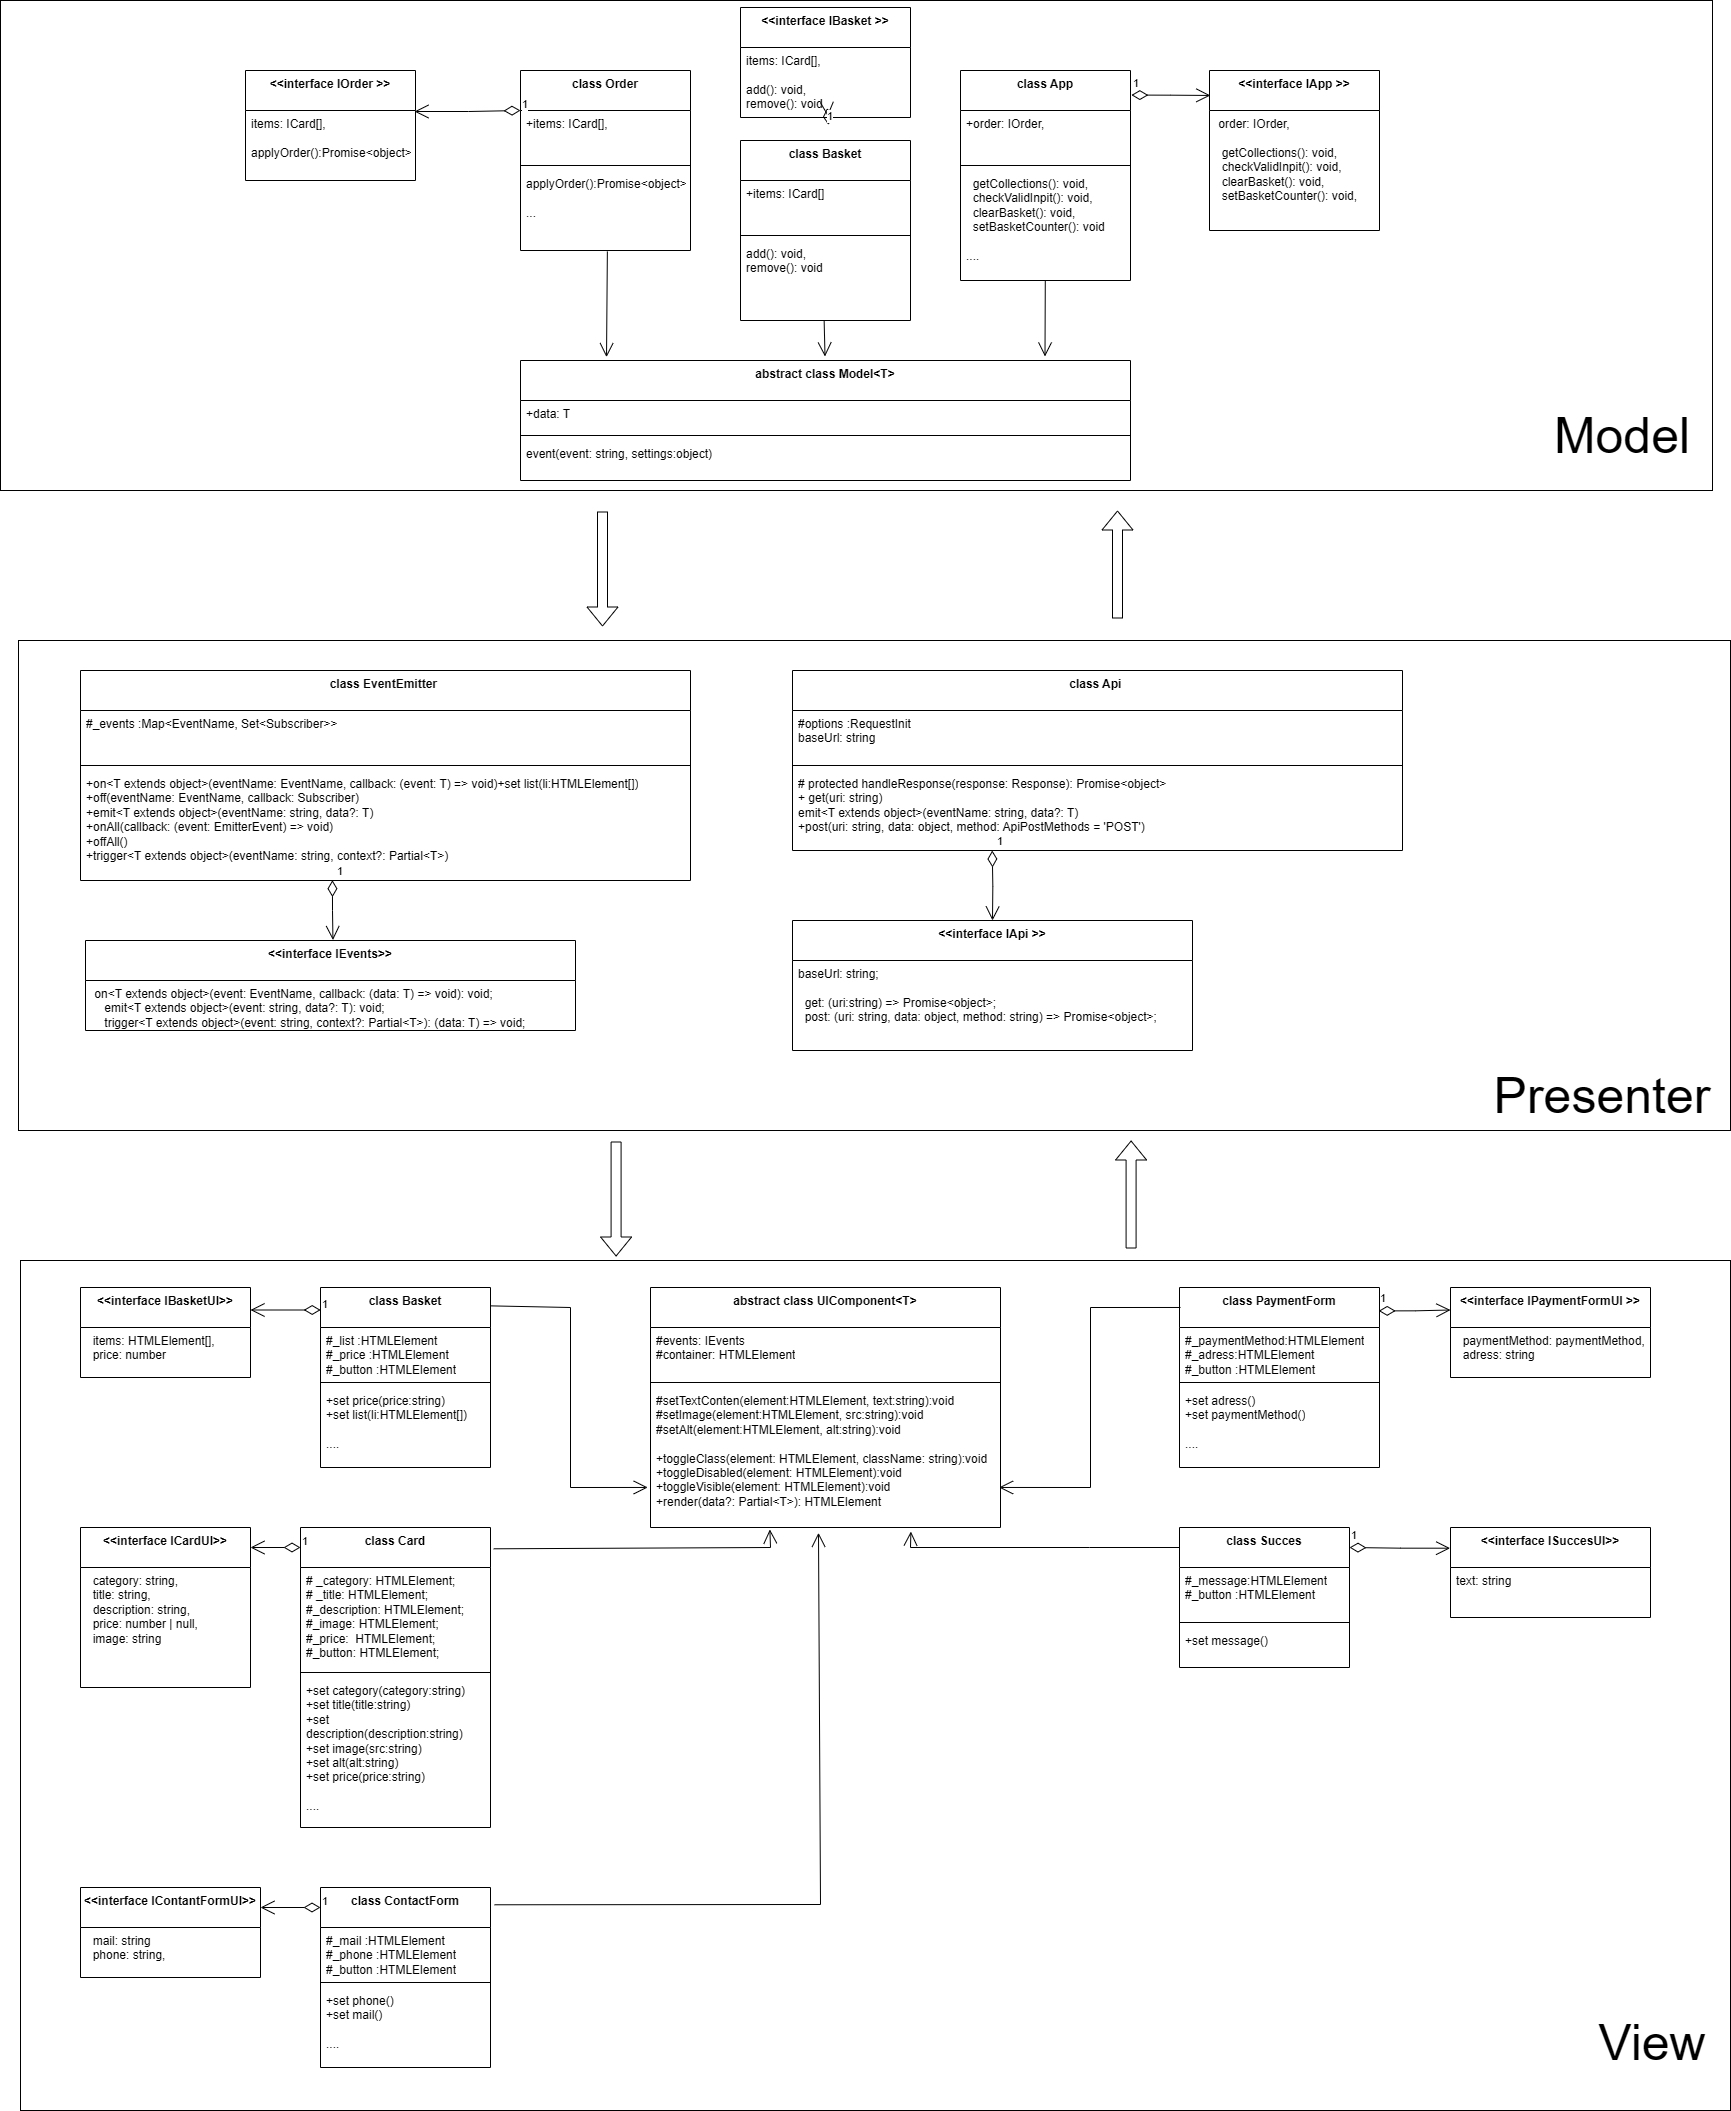 <<interface IBasket >>
items: ICard[],
add(): void,
remove(): void
1
<<interface IOrder >>
items: ICard[],
applyOrder():Promise<object>
1
class Order
+items: ICard[],
applyOrder():Promise<object>
...
class Basket
+items: ICard[]
add(): void,
remove(): void
class App
+order: IOrder,
getCollections(): void,
checkValidInpit(): void,
clearBasket(): void,
setBasketCounter(): void
....
1
<<interface IApp >>
order: IOrder,
getCollections(): void,
checkValidInpit(): void,
clearBasket(): void,
setBasketCounter(): void,
abstract class Model<T>
+data: T
event(event: string, settings:object)
Model
class EventEmitter
#_events :Map<EventName, Set<Subscriber>>
+on<T extends object>(eventName: EventName, callback: (event: T) => void)+set list(li:HTMLElement[])
+off(eventName: EventName, callback: Subscriber)
+emit<T extends object>(eventName: string, data?: T)
+onAll(callback: (event: EmitterEvent) => void)
+offAll()
+trigger<T extends object>(eventName: string, context?: Partial<T>)
1
<<interface IEvents>>
on<T extends object>(event: EventName, callback: (data: T) => void): void;
emit<T extends object>(event: string, data?: T): void;
trigger<T extends object>(event: string, context?: Partial<T>): (data: T) => void;
class Api
#options :RequestInit
baseUrl: string
# protected handleResponse(response: Response): Promise<object>
+ get(uri: string)
emit<T extends object>(eventName: string, data?: T)
+post(uri: string, data: object, method: ApiPostMethods = 'POST')
1
<<interface IApi >>
baseUrl: string;
get: (uri:string) => Promise<object>;
post: (uri: string, data: object, method: string) => Promise<object>;
Presenter
<<interface IBasketUI>>
items: HTMLElement[],
price: number
1
class Basket
#_list :HTMLElement
#_price :HTMLElement
#_button :HTMLElement
+set price(price:string)
+set list(li:HTMLElement[])
....
abstract class UIComponent<T>
#events: IEvents
#container: HTMLElement
#setTextConten(element:HTMLElement, text:string):void
#setImage(element:HTMLElement, src:string):void
#setAlt(element:HTMLElement, alt:string):void
+toggleClass(element: HTMLElement, className: string):void
+toggleDisabled(element: HTMLElement):void
+toggleVisible(element: HTMLElement):void
+render(data?: Partial<T>): HTMLElement
class PaymentForm
#_paymentMethod:HTMLElement
#_adress:HTMLElement
#_button :HTMLElement
+set adress()
+set paymentMethod()
....
1
<<interface IPaymentFormUI >>
paymentMethod: paymentMethod,
adress: string
<<interface ICardUI>>
category: string,
title: string,
description: string,
price: number | null,
image: string
1
class Card
# _category: HTMLElement;
# _title: HTMLElement;
#_description: HTMLElement;
#_image: HTMLElement;
#_price:  HTMLElement;
#_button: HTMLElement;
+set category(category:string)
+set title(title:string)
+set
description(description:string)
+set image(src:string)
+set alt(alt:string)
+set price(price:string)
....
class Succes
#_message:HTMLElement
#_button :HTMLElement
+set message()
1
<<interface ISuccesUI>>
text: string
<<interface IContantFormUI>>
mail: string
phone: string,
1
class ContactForm
#_mail :HTMLElement
#_phone :HTMLElement
#_button :HTMLElement
+set phone()
+set mail()
....
View